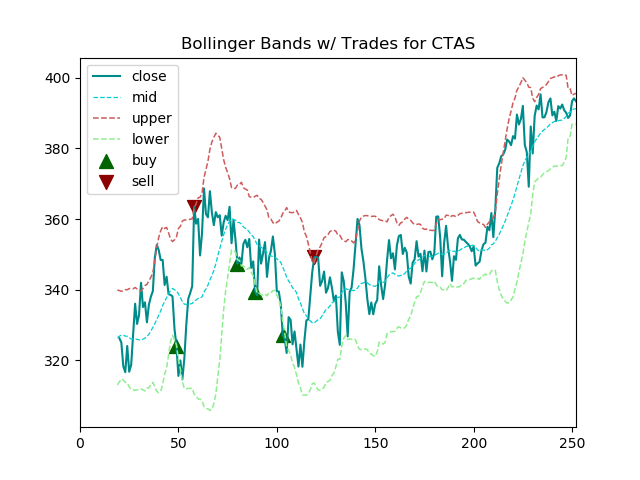 Bollinger Bands w/ Trades for CTAS
close
mid
upper
lower
buy
sell
400
380
360
340
320
0 50 100 150 200 250